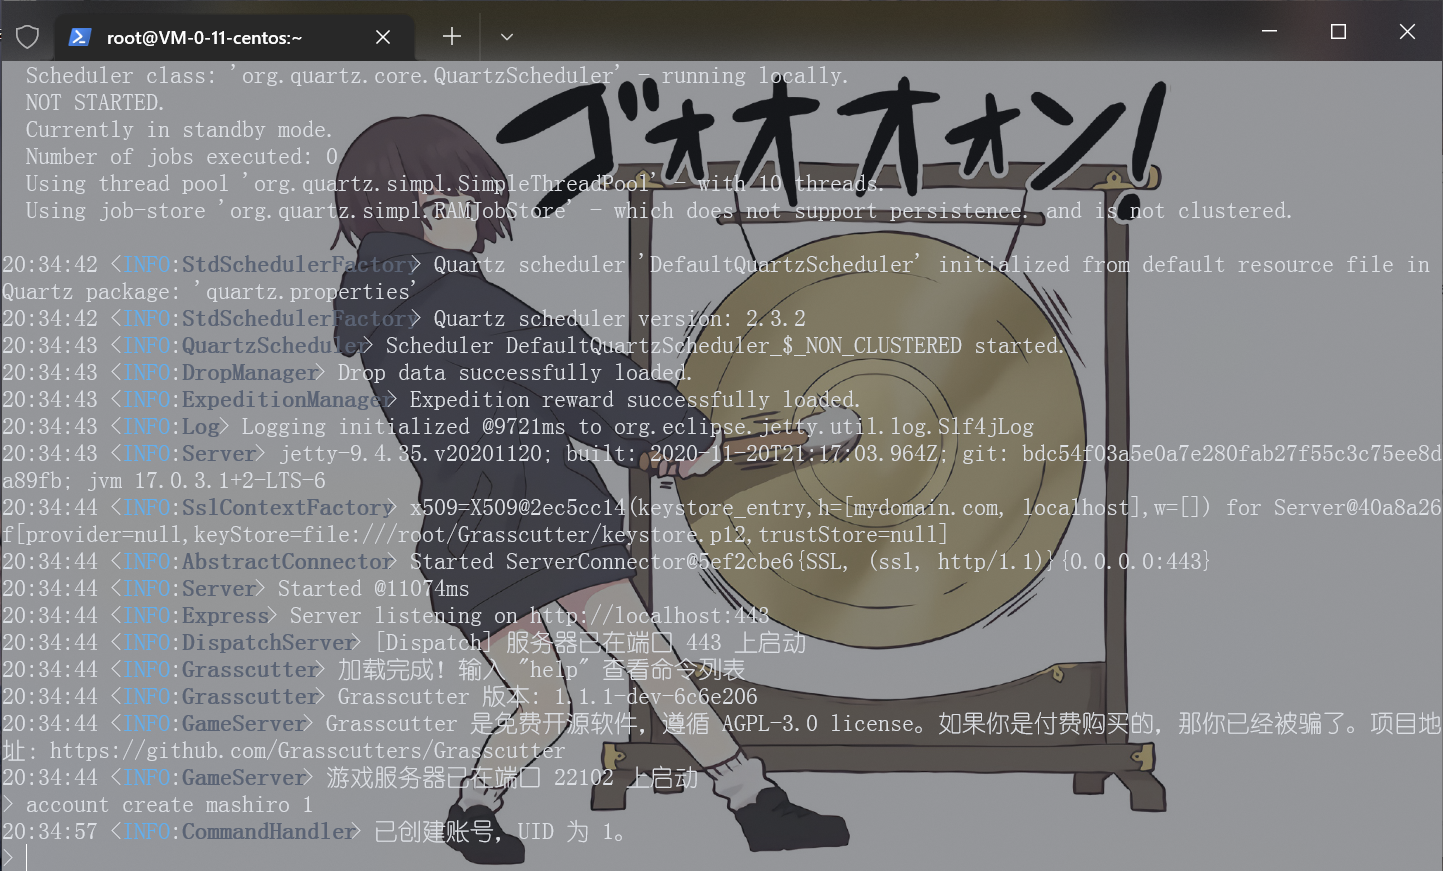 root@VM-0-11-centos:~
Scheduler class: 'org.quartz.core.QuartzScheduler' - running locally.
NOT STARTED.
Currently in standby mode.
Number of jobs executed: 0
Using thread pool 'org.quartz.simpl.SimpleThreadPool' - with 10 threads.
Using job-store 'org.quartz.simpl.RAMJobStore' - which does not support persistence. and is not clustered.
ゴォオオォン!
20:34:42 <INFO:StdSchedulerFactory> Quartz scheduler 'DefaultQuartzScheduler' initialized from default resource file in
Quartz package: 'quartz.properties'
20:34:42 <INFO:StdSchedulerFactory> Quartz scheduler version: 2.3.2
20:34:43 <INFO:QuartzScheduler> Scheduler DefaultQuartzScheduler_$_NON_CLUSTERED started.
20:34:43 <INFO:DropManager> Drop data successfully loaded.
20:34:43 <INFO:ExpeditionManager> Expedition reward successfully loaded.
20:34:43 <INFO:Log> Logging initialized @9721ms to org.eclipse.jetty.util.log.Slf4jLog
20:34:43 <INFO:Server> jetty-9.4.35.v20201120; built: 2020-11-20T21:17:03.964Z; git: bdc54f03a5e0a7e280fab27f55c3c75ee8d
a89fb; jvm 17.0.3.1+2-LTS-6
20:34:44 <INFO:SslContextFactory> x509=X509@2ec5cc14(keystore_entry,h=[mydomain.com, localhost],w=[]) for Server@40a8a26
f[provider=null,keyStore=file:///root/Grasscutter/keystore.p12,trustStore=null]
20:34:44 <INFO:AbstractConnector> Started ServerConnector@5ef2cbe6{SSL, (ssl, http/1.1)}{0.0.0.0:443}
20:34:44 <INFO:Server> Started @11074ms
20:34:44 <INFO:Express> Server listening on http://localhost:443
20:34:44 <INFO:DispatchServer> [Dispatch] 服务器已在端口 443 上启动
20:34:44 <INFO:Grasscutter> 加载完成！输入 "help" 查看命令列表
20:34:44 <INFO:Grasscutter> Grasscutter 版本: 1.1.1-dev-6c6e206
20:34:44 <INFO:GameServer> Grasscutter 是免费开源软件，遵循 AGPL-3.0 license。如果你是付费购买的，那你已经被骗了。项目地
址：https://github.com/Grasscutters/Grasscutter
20:34:44 <INFO:GameServer> 游戏服务器已在端口 22102 上启动
> account create mashiro 1
20:34:57 <INFO:CommandHandler> 已创建账号，UID 为 1。
>